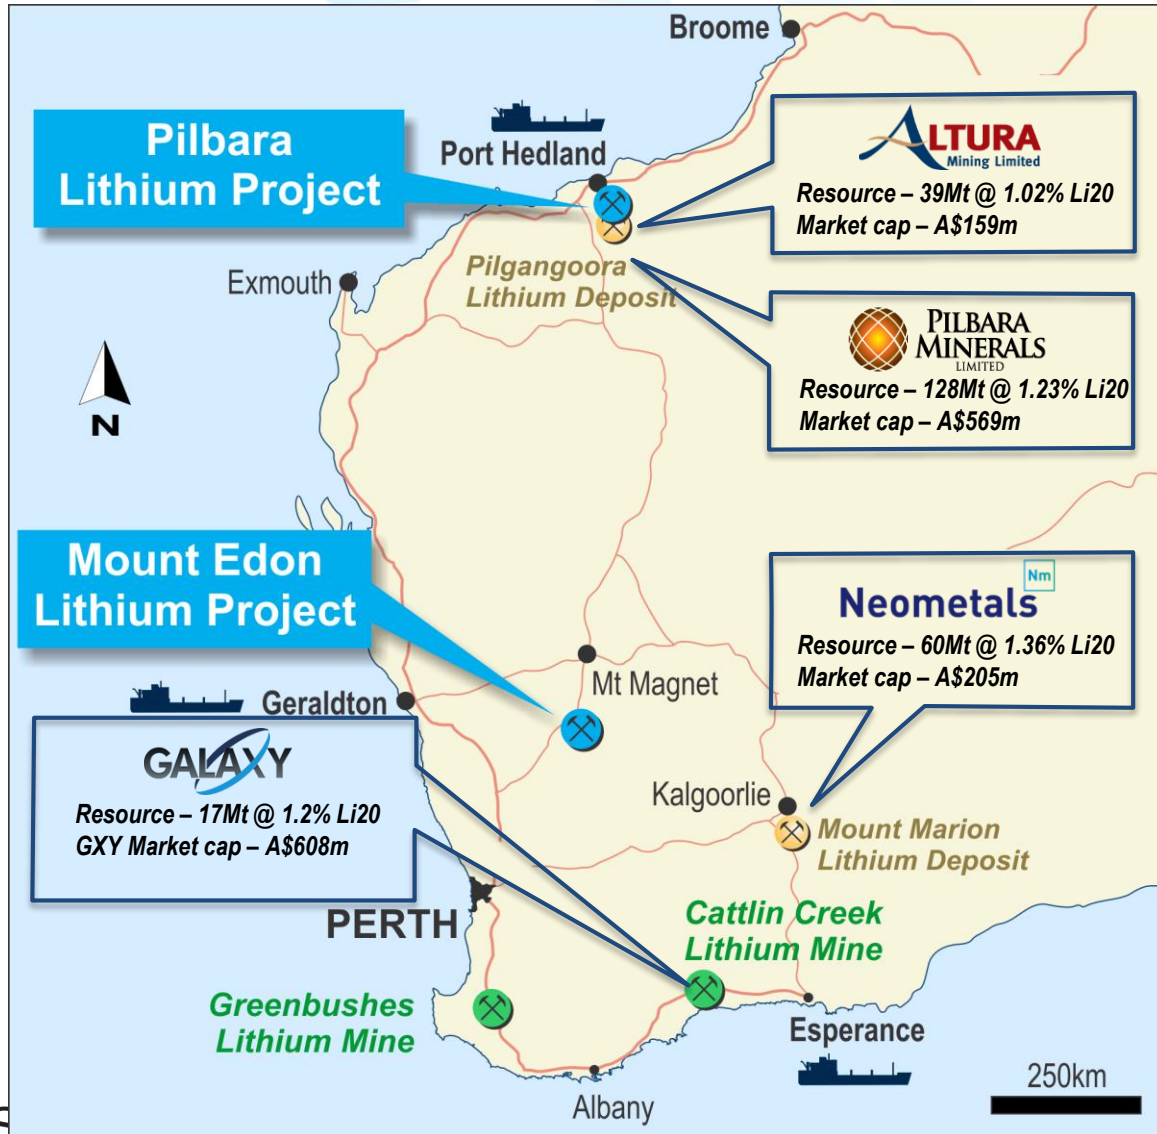 Broome
Pilbara
Lithium Project
Port Hedland
ALTURA
Mining Limited
Resource – 39Mt @ 1.02% Li20
Market cap – A$159m
Pilgangoora
Lithium Deposit
Exmouth
PILBARA
MINERALS
LIMITED
Resource – 128Mt @ 1.23% Li20
Market cap – A$569m
N
Mount Edon
Lithium Project
Nm
Neometals
Resource – 60Mt @ 1.36% Li20
Market cap – A$205m
Mt Magnet
Geraldton
GALAXY
Resource – 17Mt @ 1.2% Li20
GXY Market cap – A$608m
Kalgoorlie
Mount Marion
Lithium Deposit
PERTH
Cattlin Creek
Lithium Mine
Greenbushes
Lithium Mine
Esperance
Albany
250km